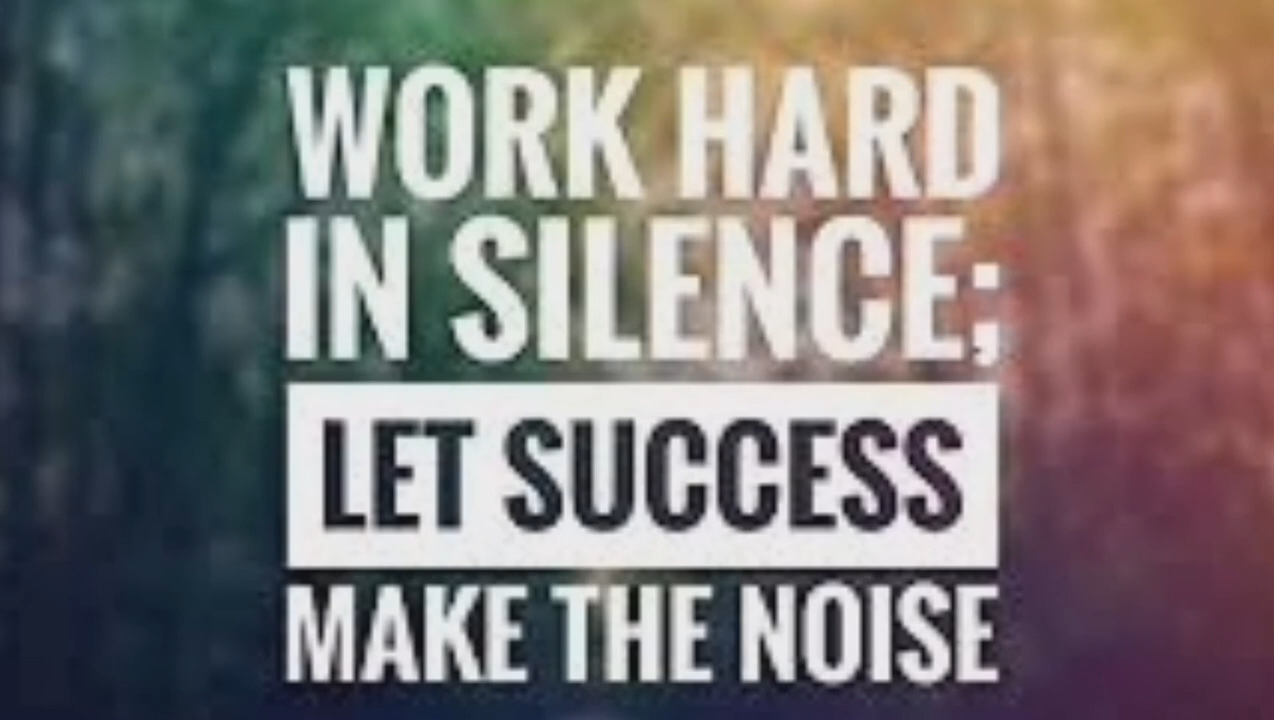 WORK HARD
IN SILENCE;
LET SUCCESS
MAKE THE NOISE